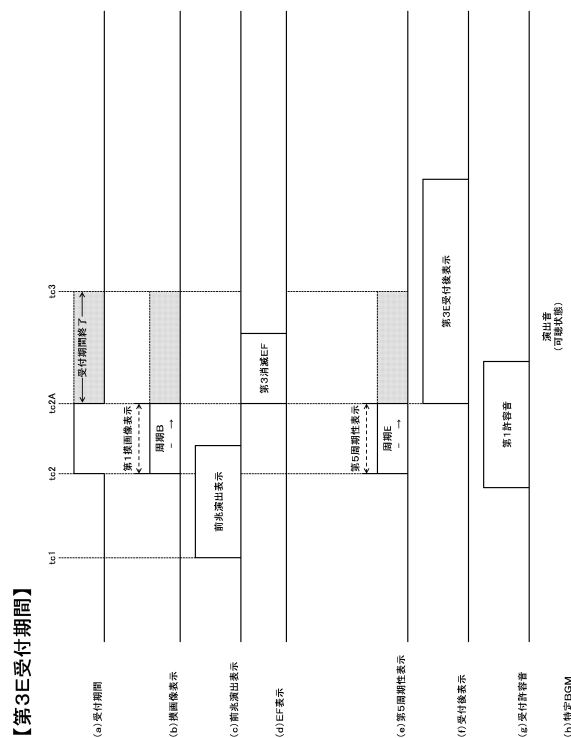 【第3E受付期間】
tc1
tc2
tc2A
tc3
(a)受付期間
受付期間終了
(b)擬画像表示
第1擬画像表示
周期B
－ →
(c)前兆演出表示
前兆演出表示
(d)EF表示
第3消滅EF
(e)第5周期性表示
第5周期性表示
周期E
－ →
(f)受付後表示
第3E受付後表示
(g)受付許容音
第1許容音
(h)特定BGM
演出音
(可聴状態)